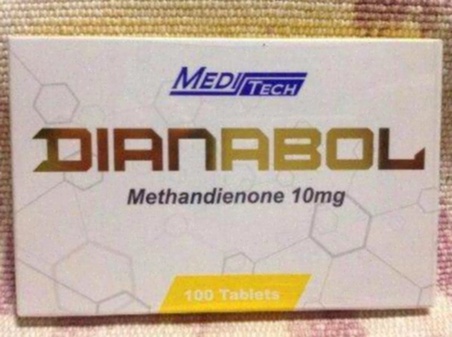 MEDITECH
DIANABOL
Methandienone 10mg
100 Tablets